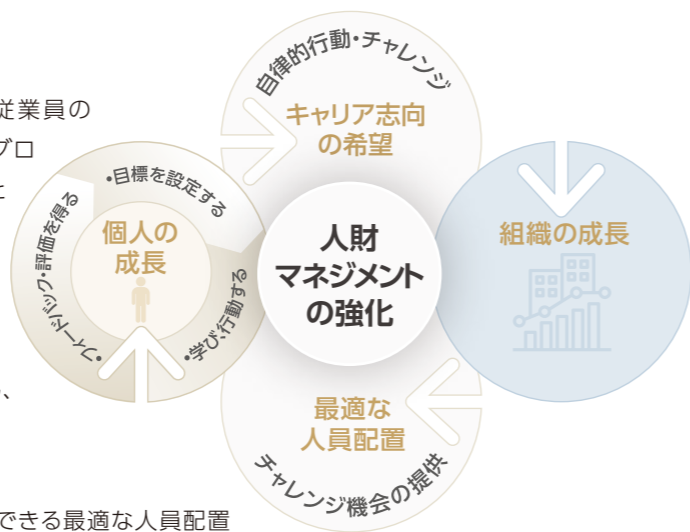 従業員の
グロ
と
、
できる最適な人員配置
自律的行動・チャレンジ
キャリア志向
の希望
・目標を設定する
・フィードバック・評価を得る
・学び、行動する
個人の
成長
人財
マネジメント
の強化
組織の成長
最適な
人員配置
チャレンジ機会の提供